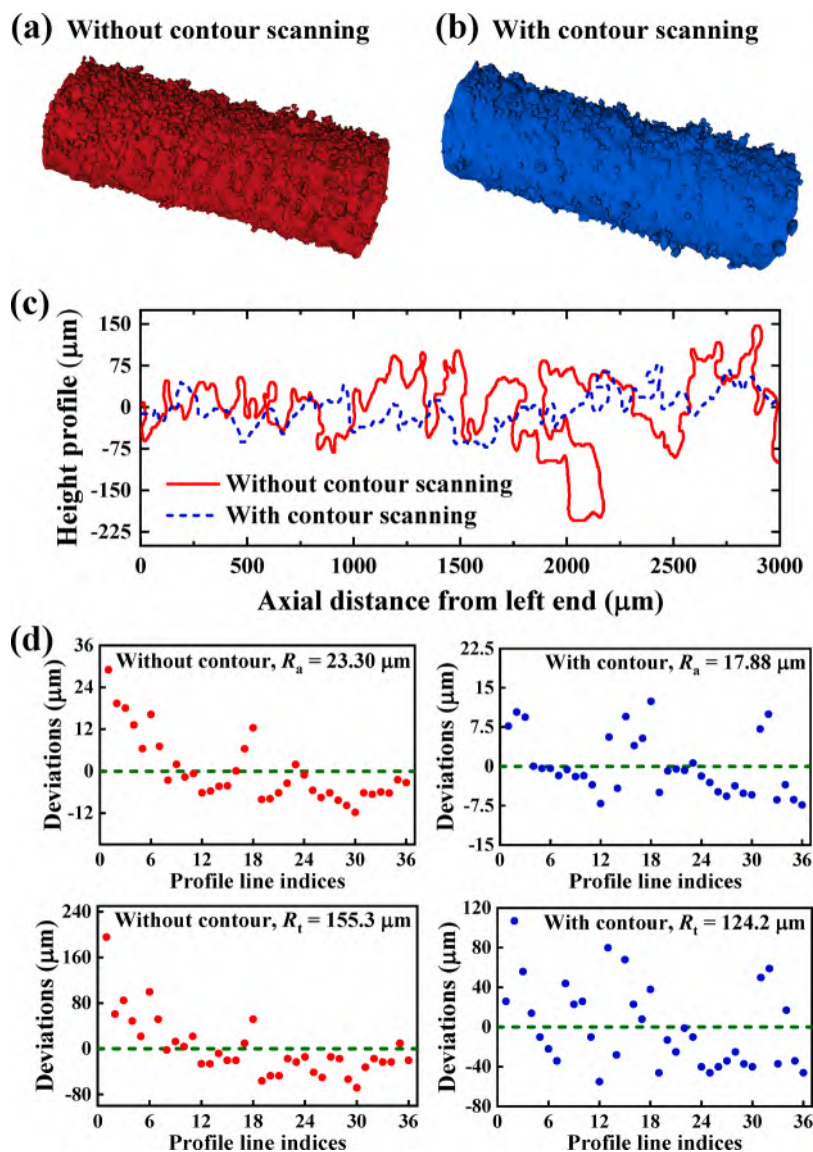 (a) Without contour scanning
(b) With contour scanning
(c)
Height profile (μm)
150
75
0
-75
-150
-225
Without contour scanning
With contour scanning
0 500 1000 1500 2000 2500 3000
Axial distance from left end (μm)
(d)
Deviations (μm)
36
24
12
0
-12
Without contour, Ra = 23.30 μm
0 6 12 18 24 30 36
Profile line indices
Deviations (μm)
22.5
15
7.5
0
-7.5
-15
With contour, Ra = 17.88 μm
0 6 12 18 24 30 36
Profile line indices
Deviations (μm)
240
160
80
0
-80
Without contour, Rt = 155.3 μm
0 6 12 18 24 30 36
Profile line indices
Deviations (μm)
120
80
40
0
-40
-80
With contour, Rt = 124.2 μm
0 6 12 18 24 30 36
Profile line indices